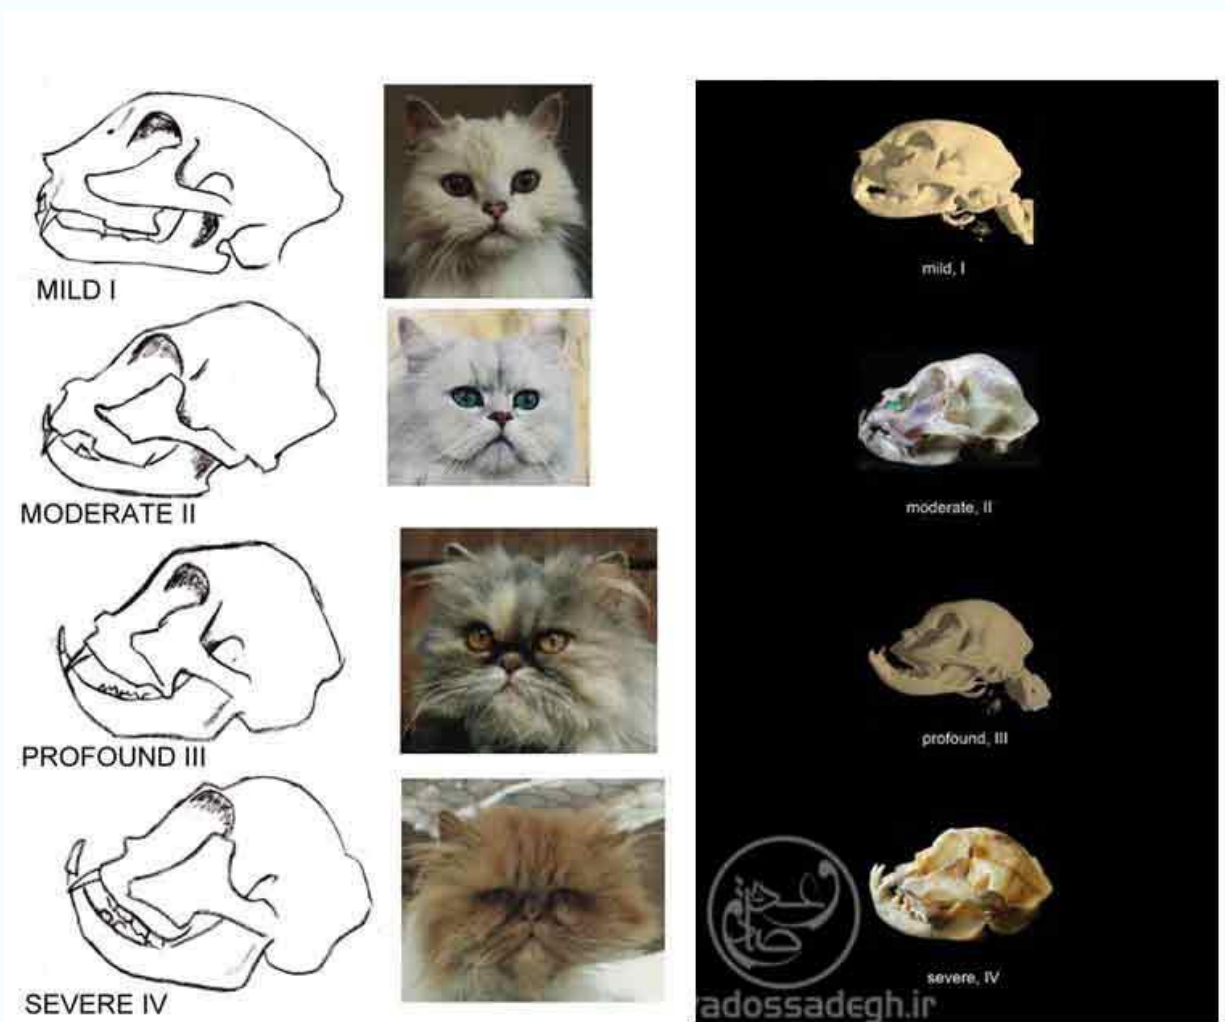 MILD I
MODERATE II
PROFOUND III
SEVERE IV
mild, I
moderate, II
profound, III
severe, IV
adossadegh.ir